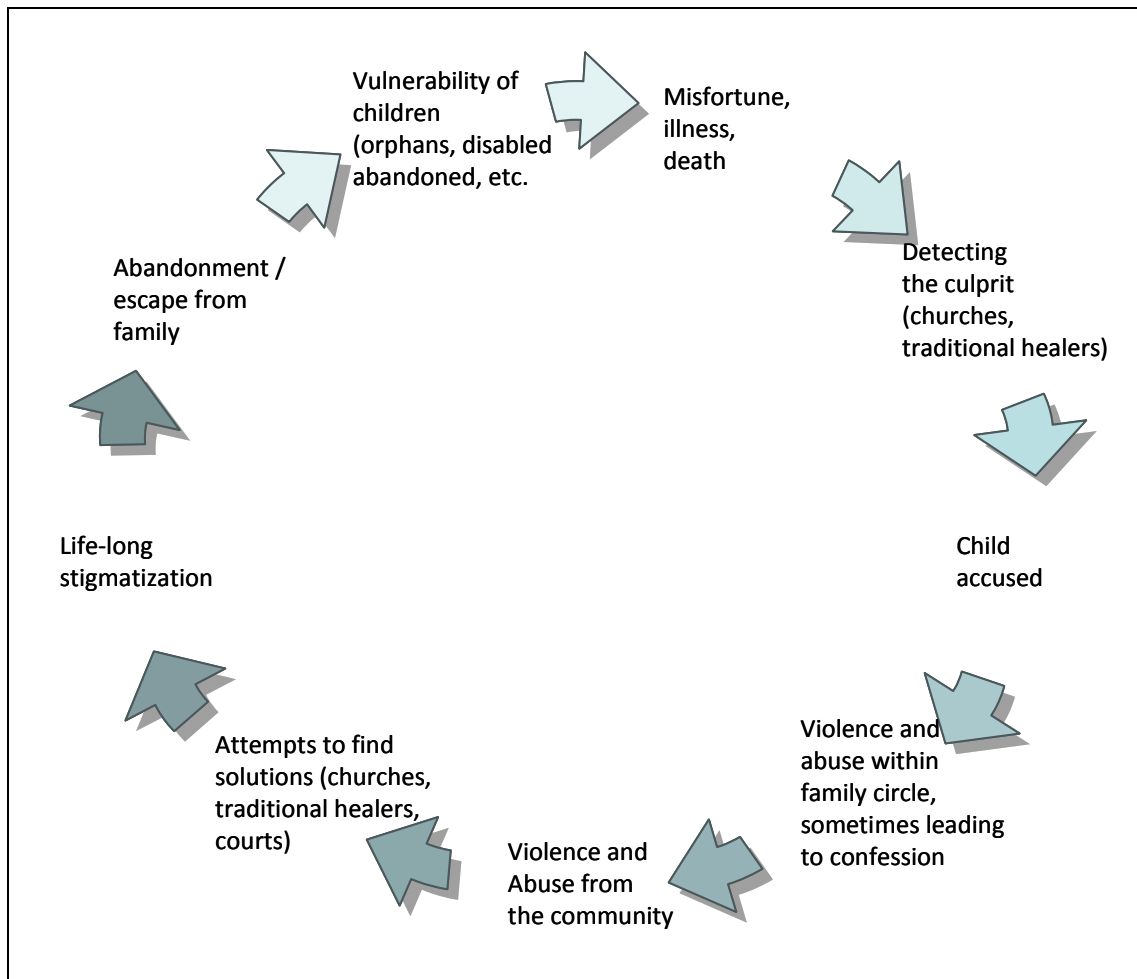 Vulnerability of
children
(orphans, disabled
abandoned, etc.
Misfortune,
illness,
death
Detecting
the culprit
(churches,
traditional healers)
Child
accused
Violence and
abuse within
family circle,
sometimes leading
to confession
Violence and
Abuse from
the community
Attempts to find
solutions (churches,
traditional healers,
courts)
Life-long
stigmatization
Abandonment /
escape from
family